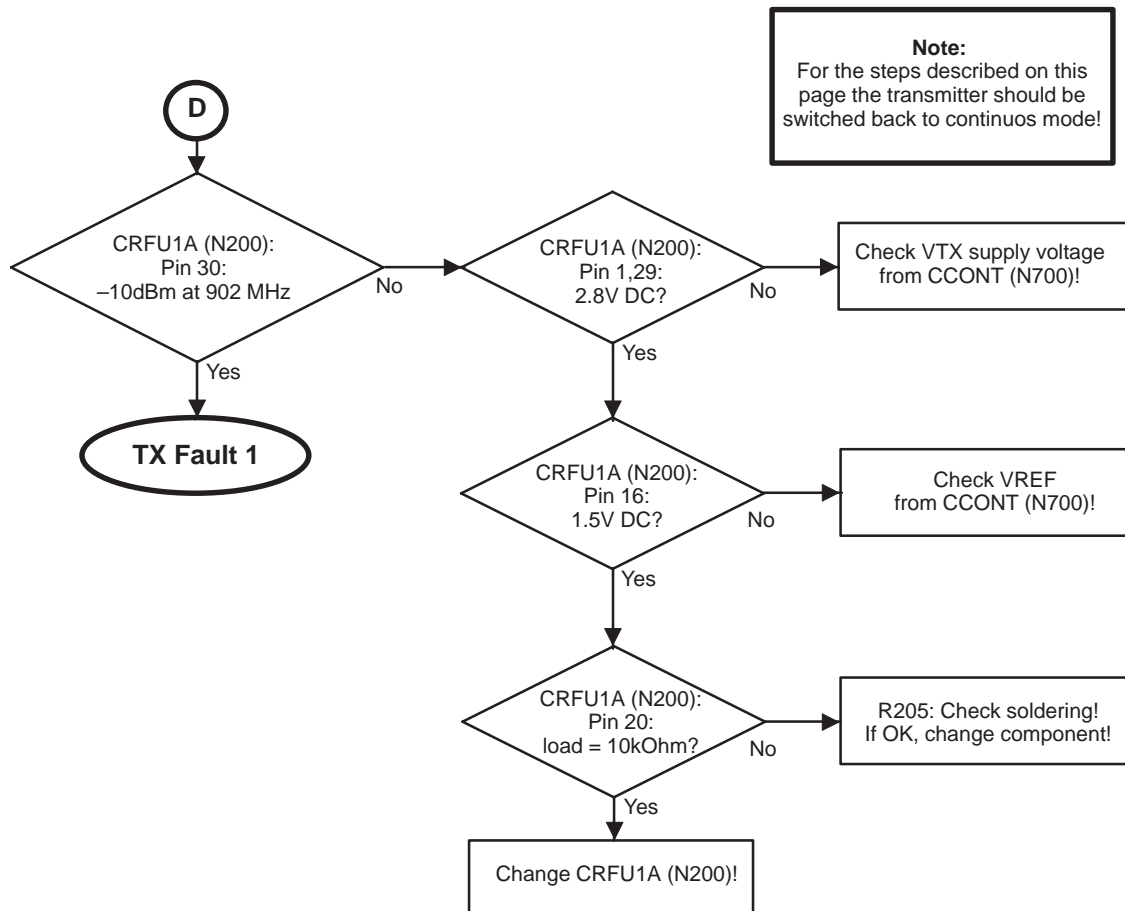 Note:
For the steps described on this
page the transmitter should be
switched back to continuos mode!
D
CRFU1A (N200):
Pin 30:
–10dBm at 902 MHz
No
Yes
TX Fault 1
CRFU1A (N200):
Pin 1,29:
2.8V DC?
No
Yes
Check VTX supply voltage
from CCONT (N700)!
CRFU1A (N200):
Pin 16:
1.5V DC?
No
Yes
Check VREF
from CCONT (N700)!
CRFU1A (N200):
Pin 20:
load = 10kOhm?
No
Yes
R205: Check soldering!
If OK, change component!
Change CRFU1A (N200)!